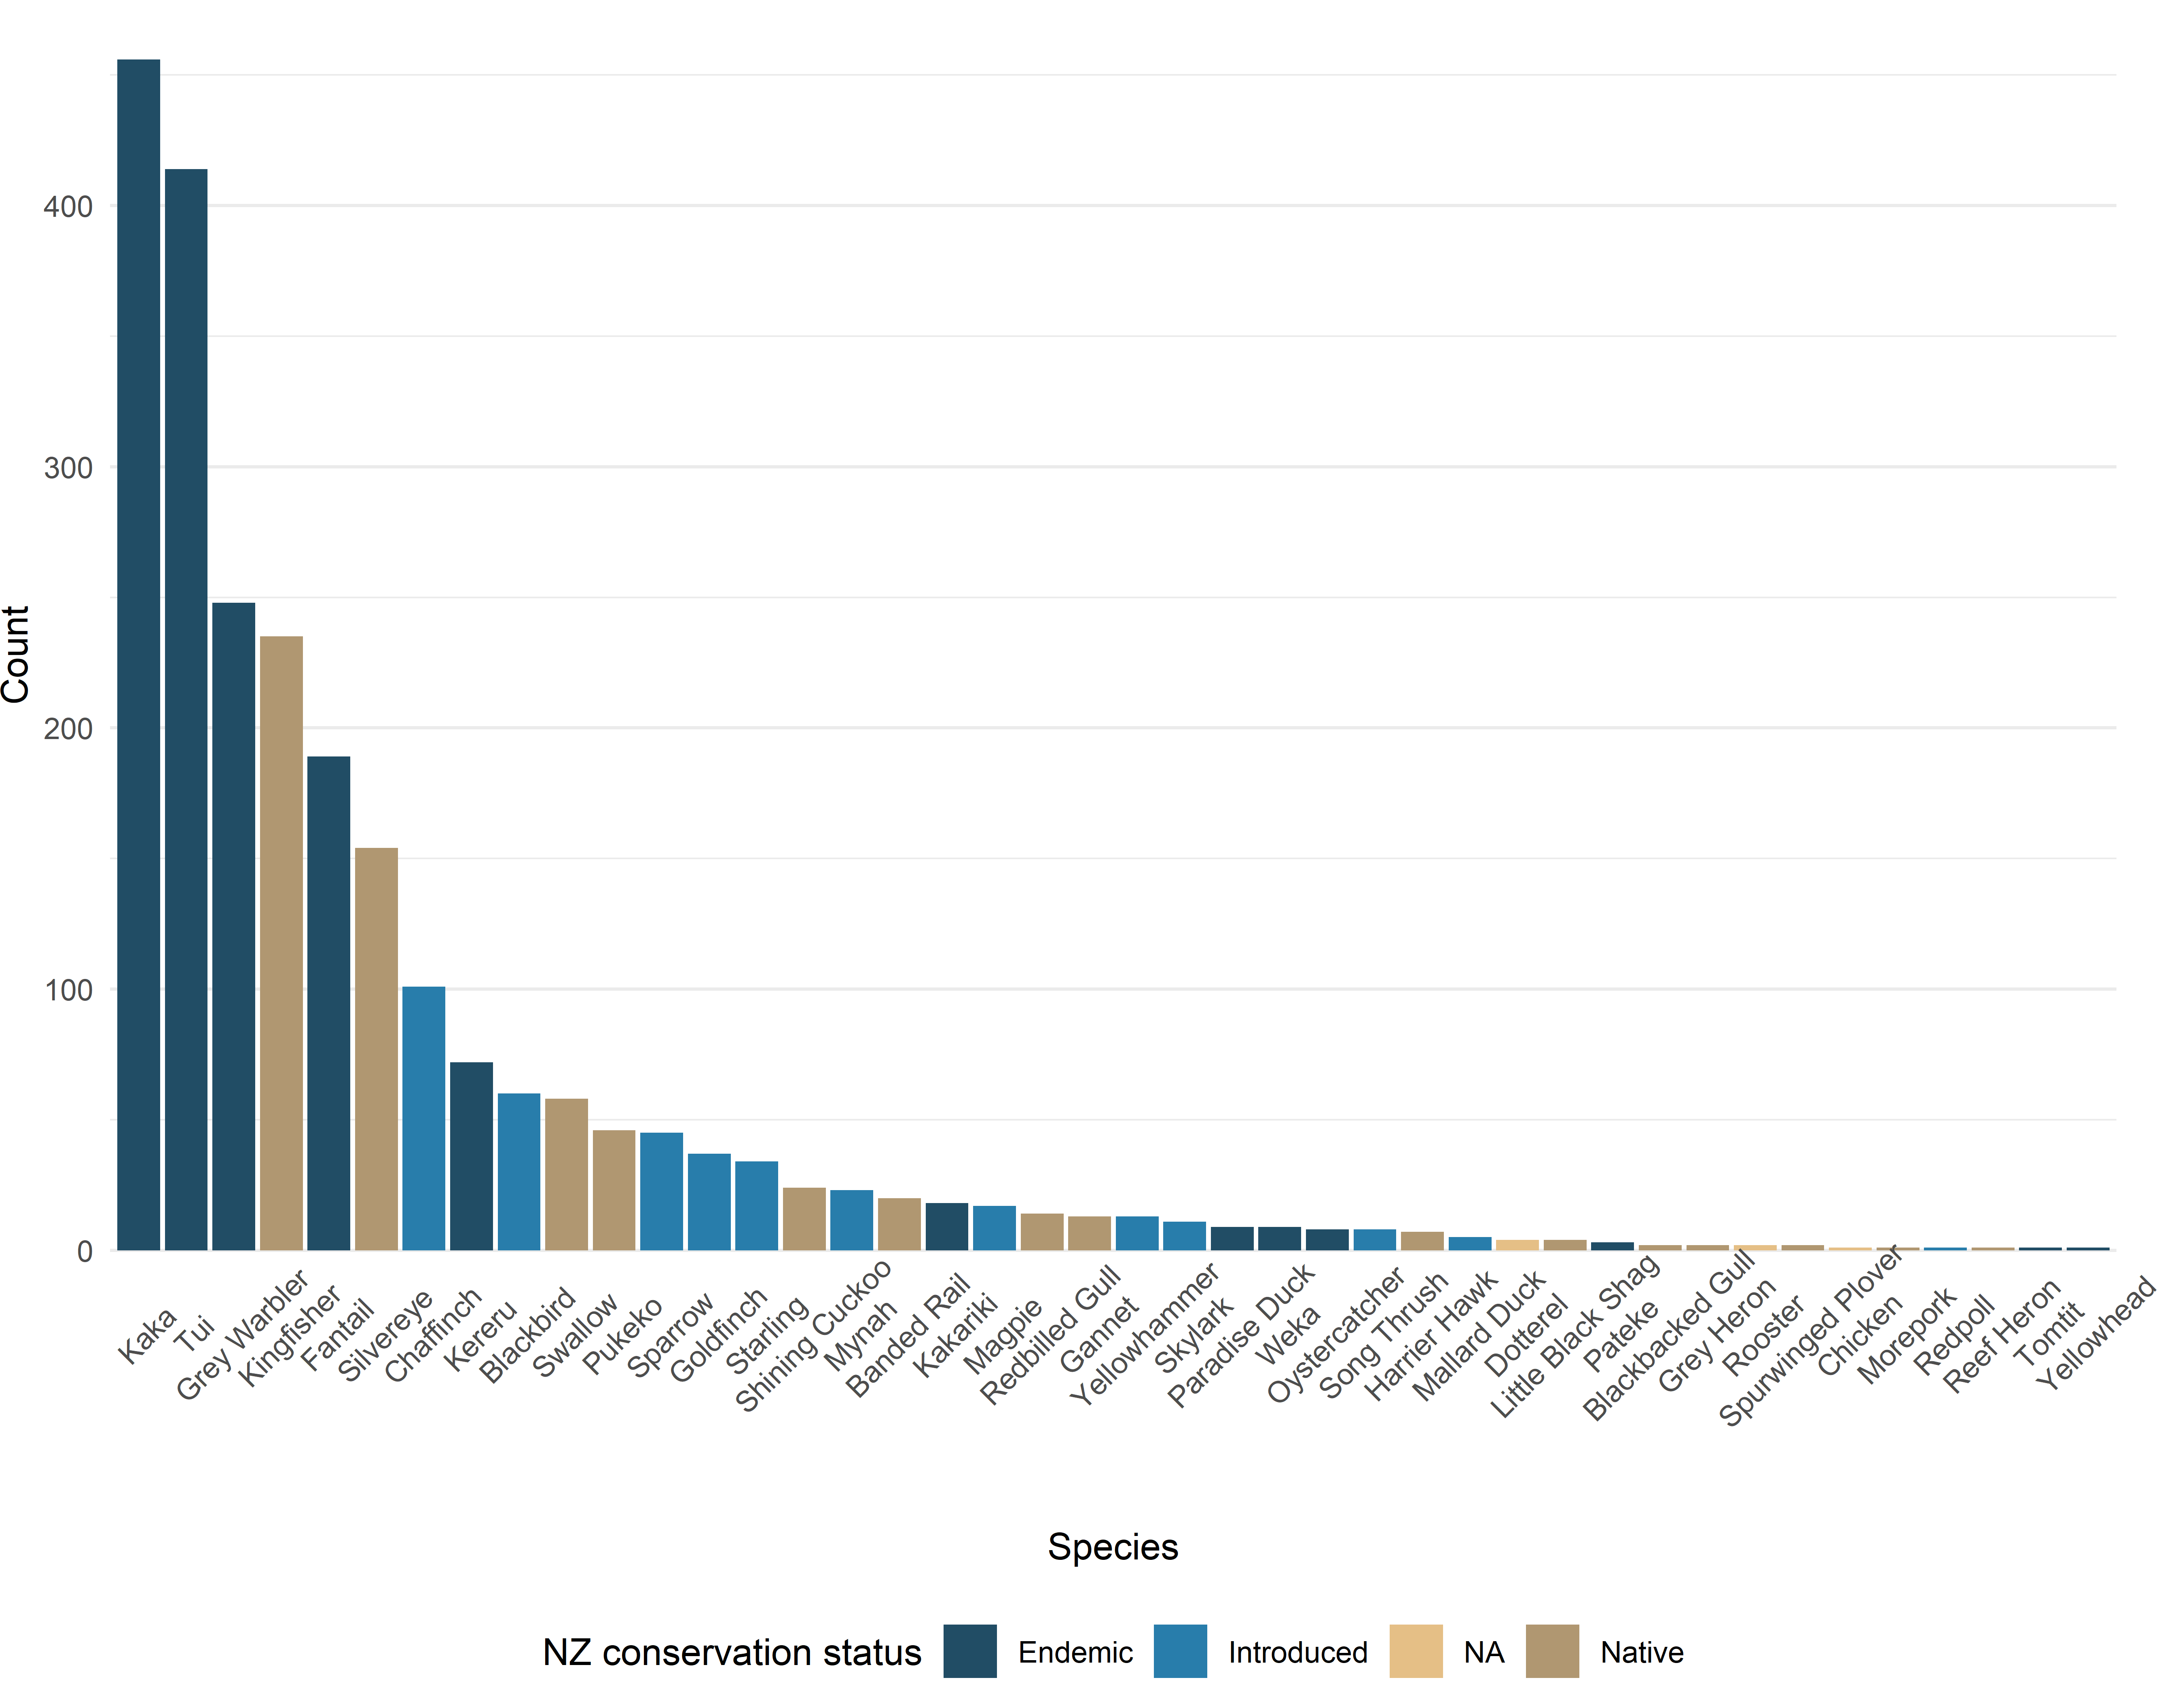 Count
400
300
200
100
0
Kaka
Tui
Grey Warbler
Kingfisher
Fantail
Silvereye
Chaffinch
Kereru
Blackbird
Swallow
Pukeko
Sparrow
Goldfinch
Starling
Shining Cuckoo
Mynah
Banded Rail
Kakariki
Magpie
Redbilled Gull
Gannet
Yellowhammer
Skylark
Paradise Duck
Weka
Oystercatcher
Song Thrush
Harrier Hawk
Mallard Duck
Dotterel
Little Black Shag
Pateke
Blackbacked Gull
Grey Heron
Rooster
Spurwinged Plover
Chicken
Morepork
Redpoll
Reef Heron
Tomtit
Yellowhead
Species
NZ conservation status Endemic Introduced NA Native